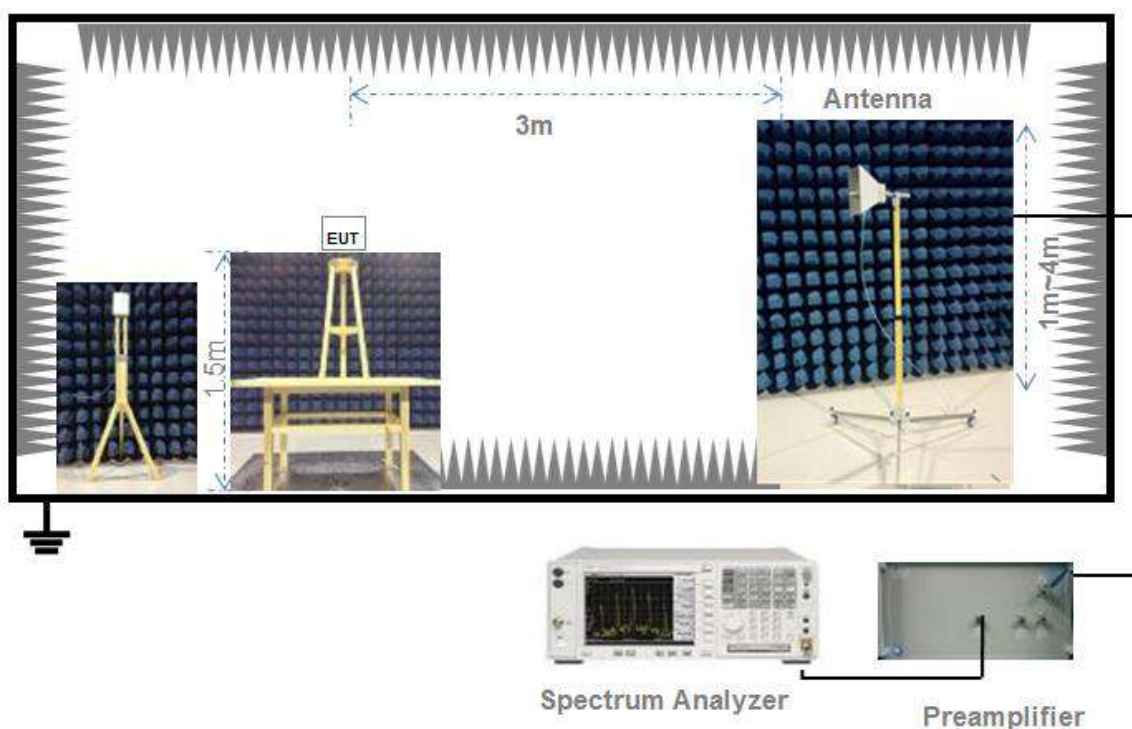 Antenna
3m
EUT
1.5m
1m~4m
Spectrum Analyzer
Preamplifier